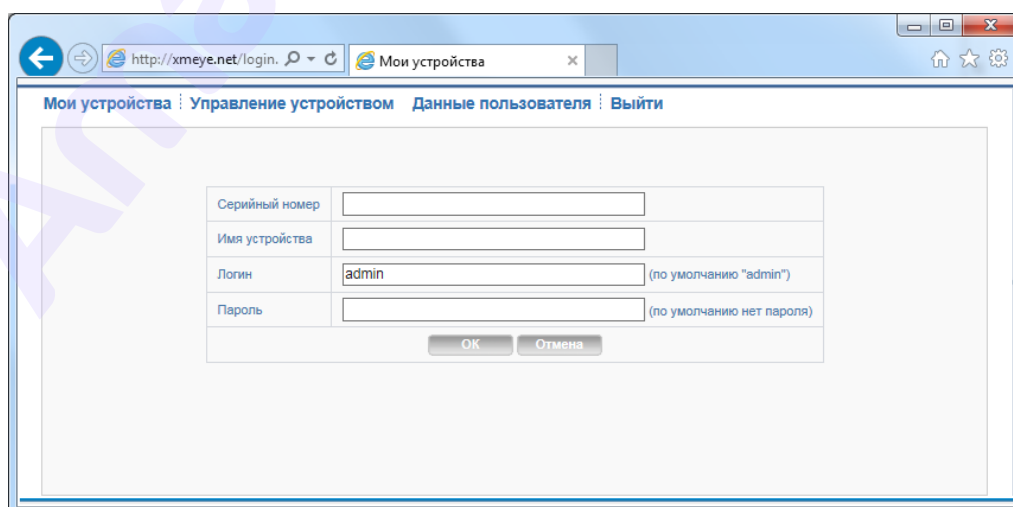 http://xmeye.net/login. Мои устройства
Мои устройства Управление устройством Данные пользователя Выйти
Серийный номер
Имя устройства
Логин admin (по умолчанию "admin")
Пароль (по умолчанию нет пароля)
OK Отмена